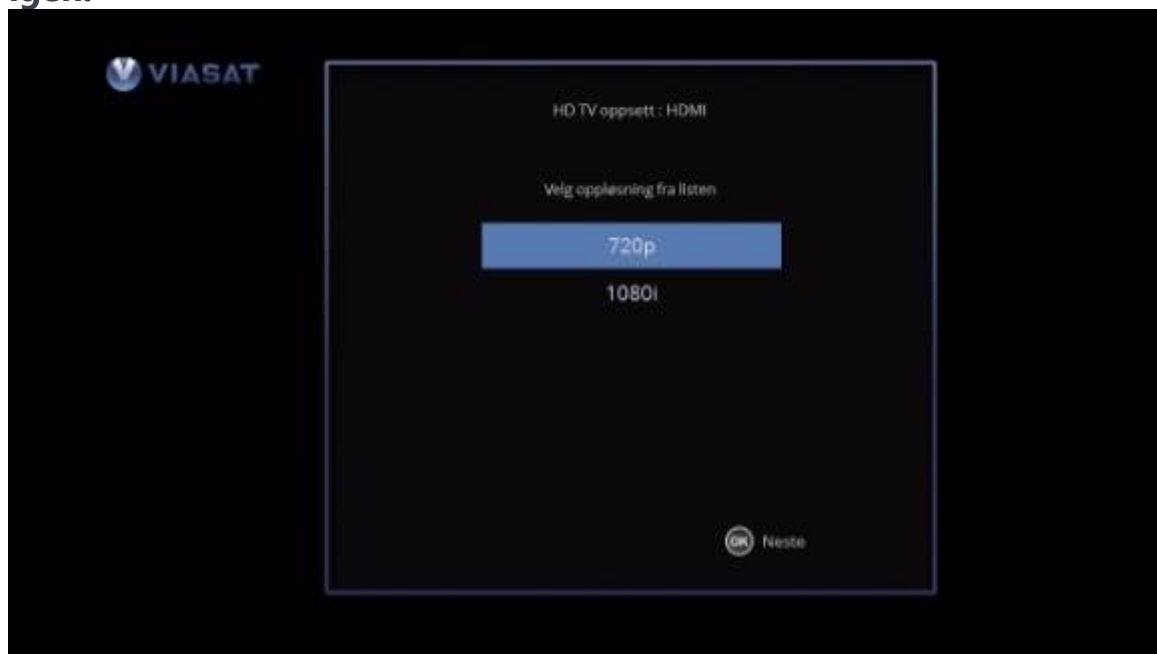 VIASAT
HD TV oppsett : HDMI
Velg oppløsning fra listen
720p
1080i
OK Neste